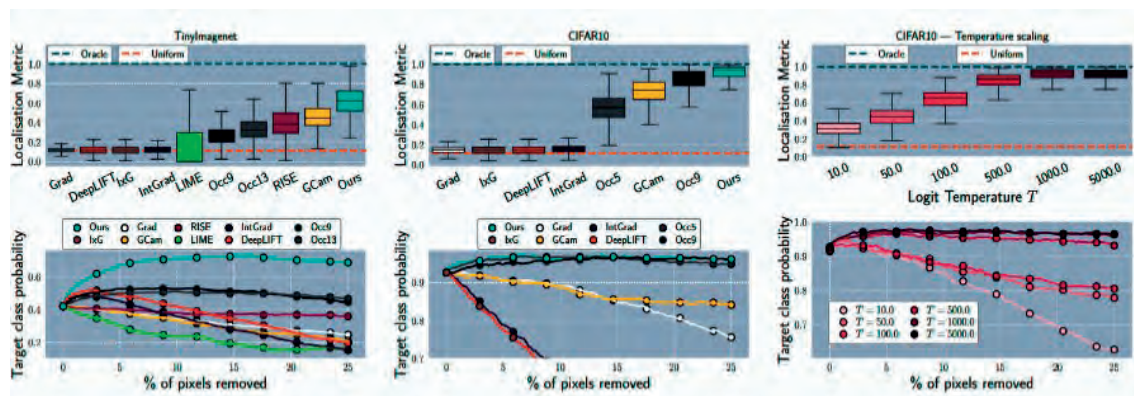 TinyImagenet
Oracle
Uniform
Localisation Metric
1.0
0.8
0.6
0.4
0.2
0.0
Grad
DeepLIFT
IxG
IntGrad
LIME
Occ9
Occ13
RISE
GCam
Ours
CIFAR10
Oracle
Uniform
Localisation Metric
1.0
0.8
0.6
0.4
0.2
0.0
Grad
IxG
DeepLIFT
IntGrad
Occ5
GCam
Occ9
Ours
CIFAR10 — Temperature scaling
Oracle
Uniform
Localisation Metric
1.0
0.8
0.6
0.4
0.2
0.0
10.0
50.0
100.0
500.0
1000.0
5000.0
Logit Temperature T
Ours
Grad
RISE
IntGrad
Occ9
IxG
GCam
LIME
DeepLIFT
Occ13
Target class probability
0.6
0.4
0.2
0
5
10
15
20
25
% of pixels removed
Ours
Grad
IntGrad
Occ5
IxG
GCam
DeepLIFT
Occ9
Target class probability
0.9
0.7
0
5
10
15
20
25
% of pixels removed
Target class probability
1.0
0.9
0.8
0.7
0.6
T = 10.0
T = 500.0
T = 50.0
T = 1000.0
T = 100.0
T = 5000.0
0
5
10
15
20
25
% of pixels removed